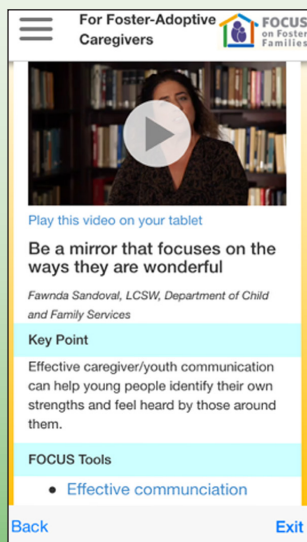 For Foster-Adoptive
Caregivers
FOCUS
on Foster
Families
Play this video on your tablet
Be a mirror that focuses on the
ways they are wonderful
Fawnda Sandoval, LCSW, Department of Child
and Family Services
Key Point
Effective caregiver/youth communication
can help young people identify their own
strengths and feel heard by those around
them.
FOCUS Tools
• Effective communciation
Back
Exit